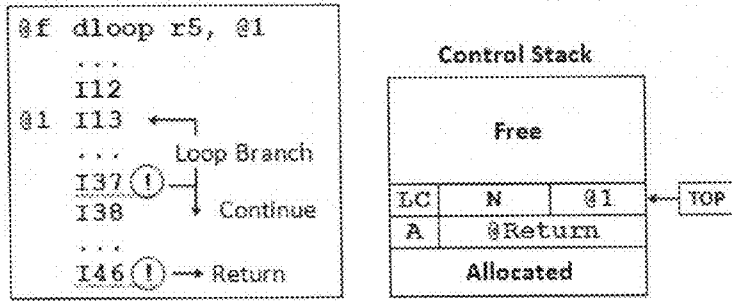 @f dloop r5, @1
...
I12
@1 I13
...
Loop Branch
I37 !
I38 Continue
...
I46 ! Return
Control Stack
Free
LC N @1 TOP
A @Return
Allocated